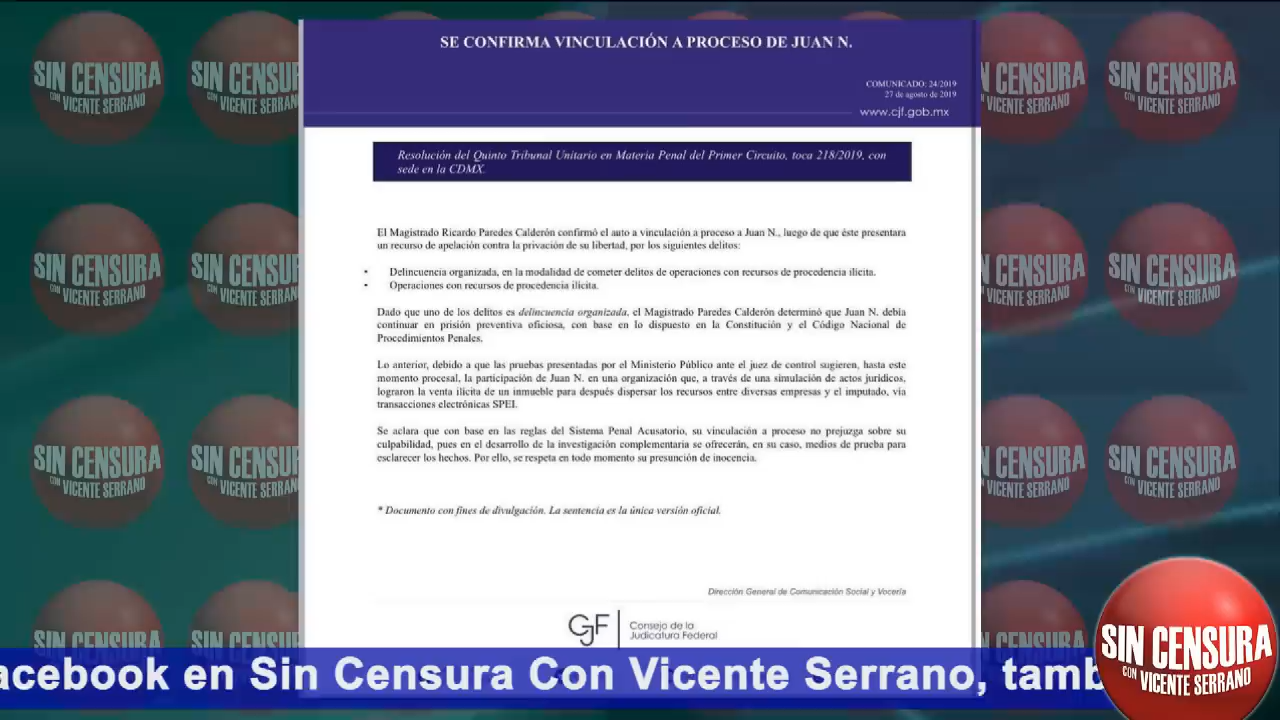 SE CONFIRMA VINCULACIÓN A PROCESO DE JUAN N.
COMUNICADO: 24/2019
27 de agosto de 2019
www.cjf.gob.mx
Resolución del Quinto Tribunal Unitario en Materia Penal del Primer Circuito, toca 218/2019, con
sede en la CDMX.
El Magistrado Ricardo Paredes Calderón confirmó el auto a vinculación a proceso a Juan N., luego de que éste presentara
un recurso de apelación contra la privación de su libertad, por los siguientes delitos:
• Delincuencia organizada, en la modalidad de cometer delitos de operaciones con recursos de procedencia ilícita.
• Operaciones con recursos de procedencia ilícita.
Dado que uno de los delitos es delincuencia organizada, el Magistrado Paredes Calderón determinó que Juan N. debía
continuar en prisión preventiva oficiosa, con base en lo dispuesto en la Constitución y el Código Nacional de
Procedimientos Penales.
Lo anterior, debido a que las pruebas presentadas por el Ministerio Público ante el juez de control sugieren, hasta este
momento procesal, la participación de Juan N. en una organización que, a través de una simulación de actos jurídicos,
lograron la venta ilícita de un inmueble para después dispersar los recursos entre diversas empresas y el imputado, vía
transacciones electrónicas SPEI.
Se aclara que con base en las reglas del Sistema Penal Acusatorio, su vinculación a proceso no prejuzga sobre su
culpabilidad, pues en el desarrollo de la investigación complementaria se ofrecerán, en su caso, medios de prueba para
esclarecer los hechos. Por ello, se respeta en todo momento su presunción de inocencia.
* Documento con fines de divulgación. La sentencia es la única versión oficial.
Dirección General de Comunicación Social y Vocería
CJF
Consejo de la
Judicatura Federal
acebook en Sin Censura Con Vicente Serrano, tamb
SIN CENSURA
CON VICENTE SERRANO